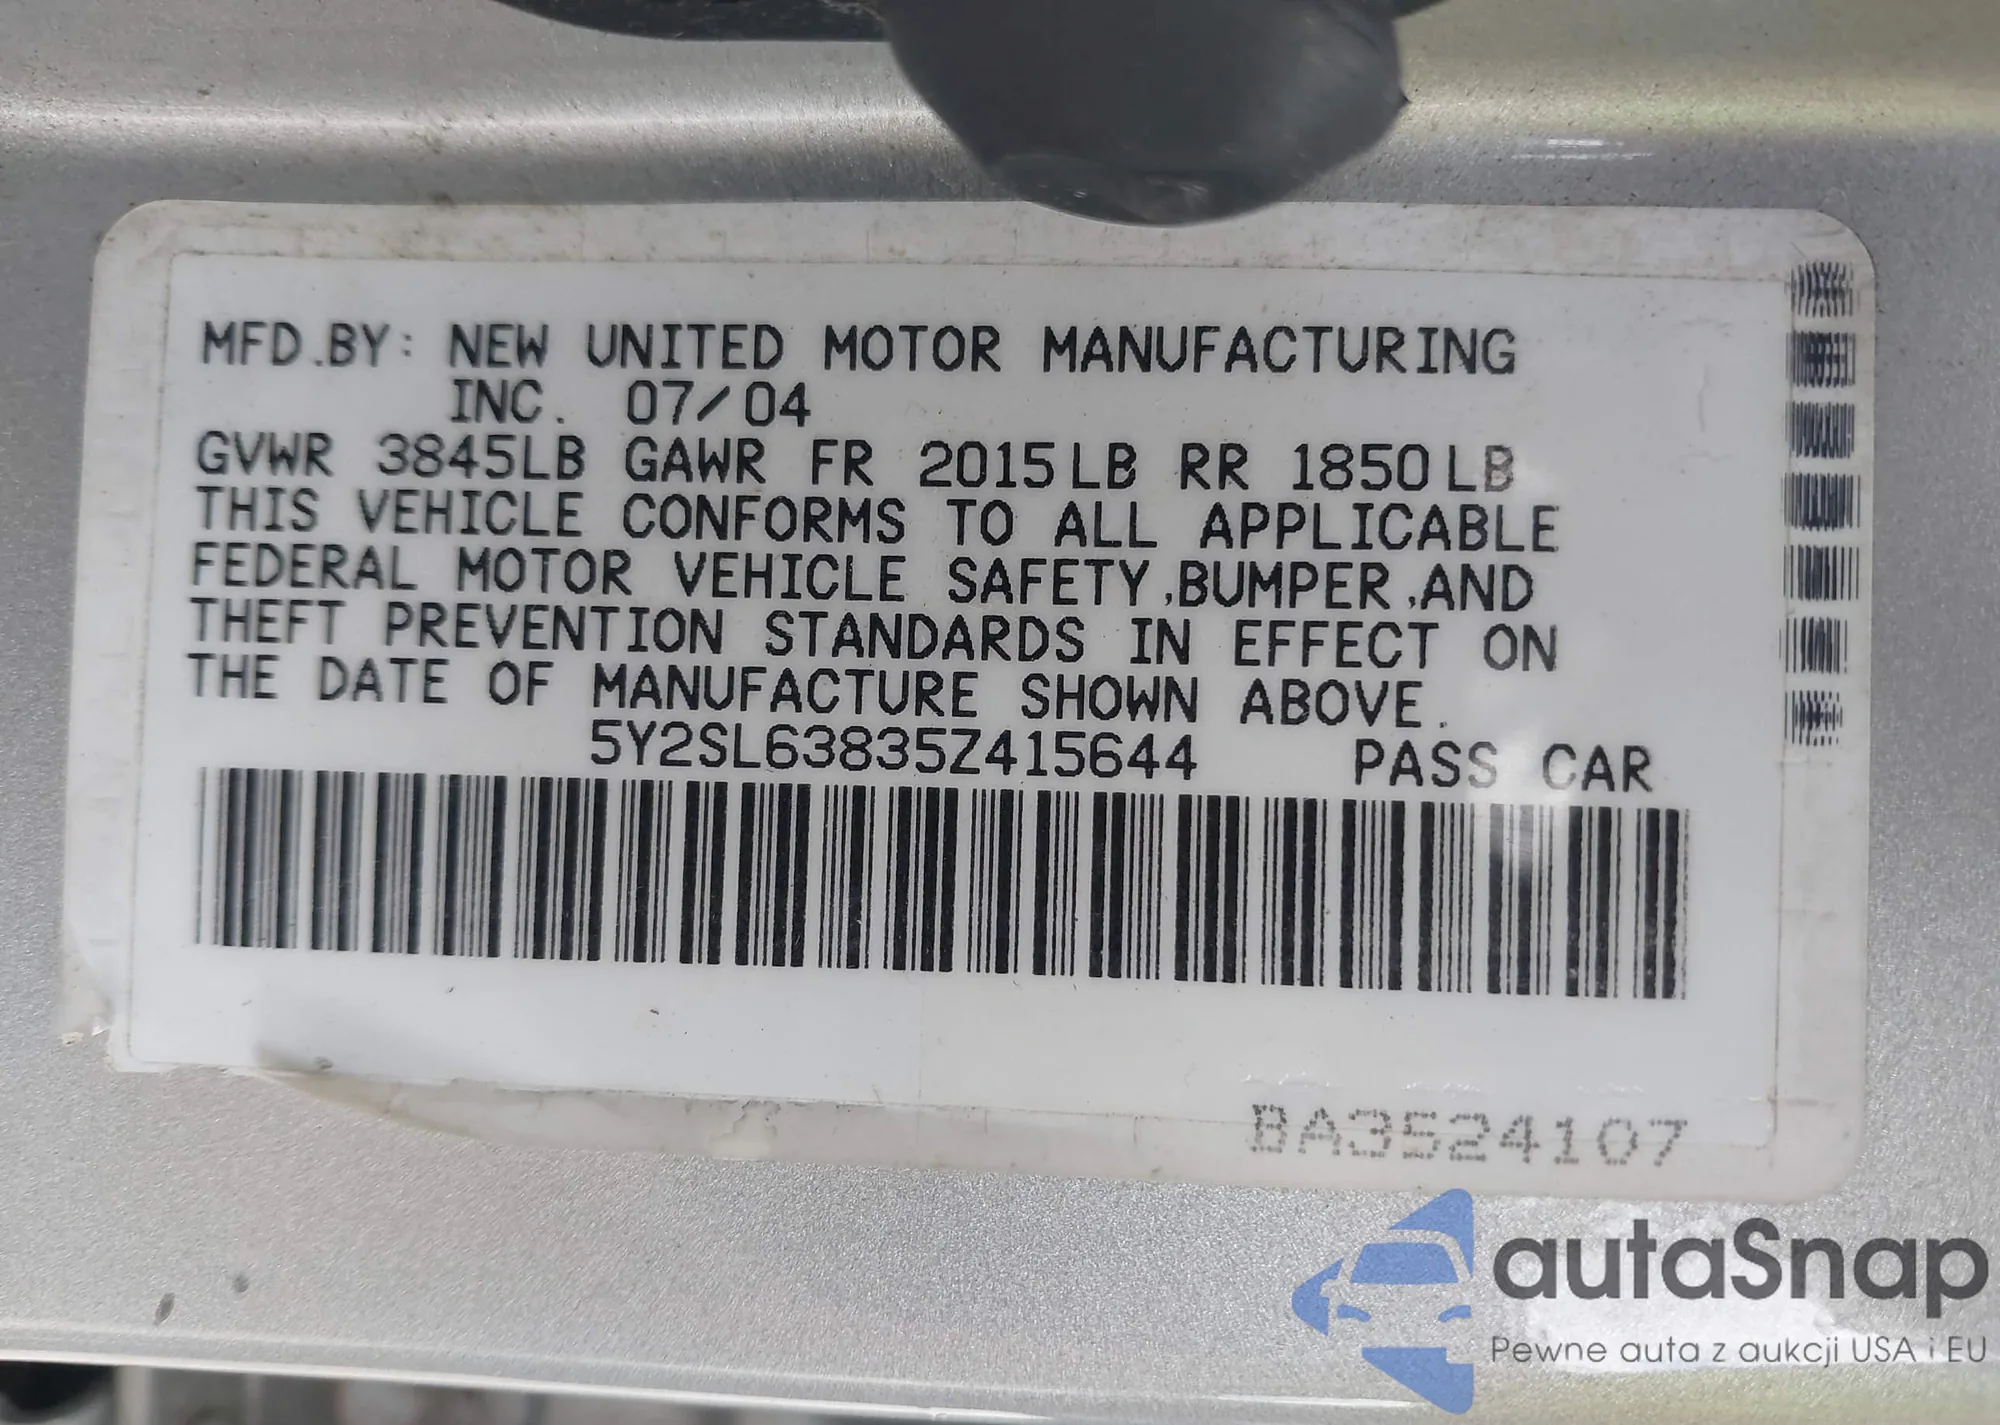 MFD.BY: NEW UNITED MOTOR MANUFACTURING
INC. 07/04
GVWR 3845LB GAWR FR 2015LB RR 1850LB
THIS VEHICLE CONFORMS TO ALL APPLICABLE
FEDERAL MOTOR VEHICLE SAFETY,BUMPER,AND
THEFT PREVENTION STANDARDS IN EFFECT ON
THE DATE OF MANUFACTURE SHOWN ABOVE.
5Y2SL63835Z415644 PASS CAR
BA3524107
autaSnap
Pewne auta z aukcji USA i EU